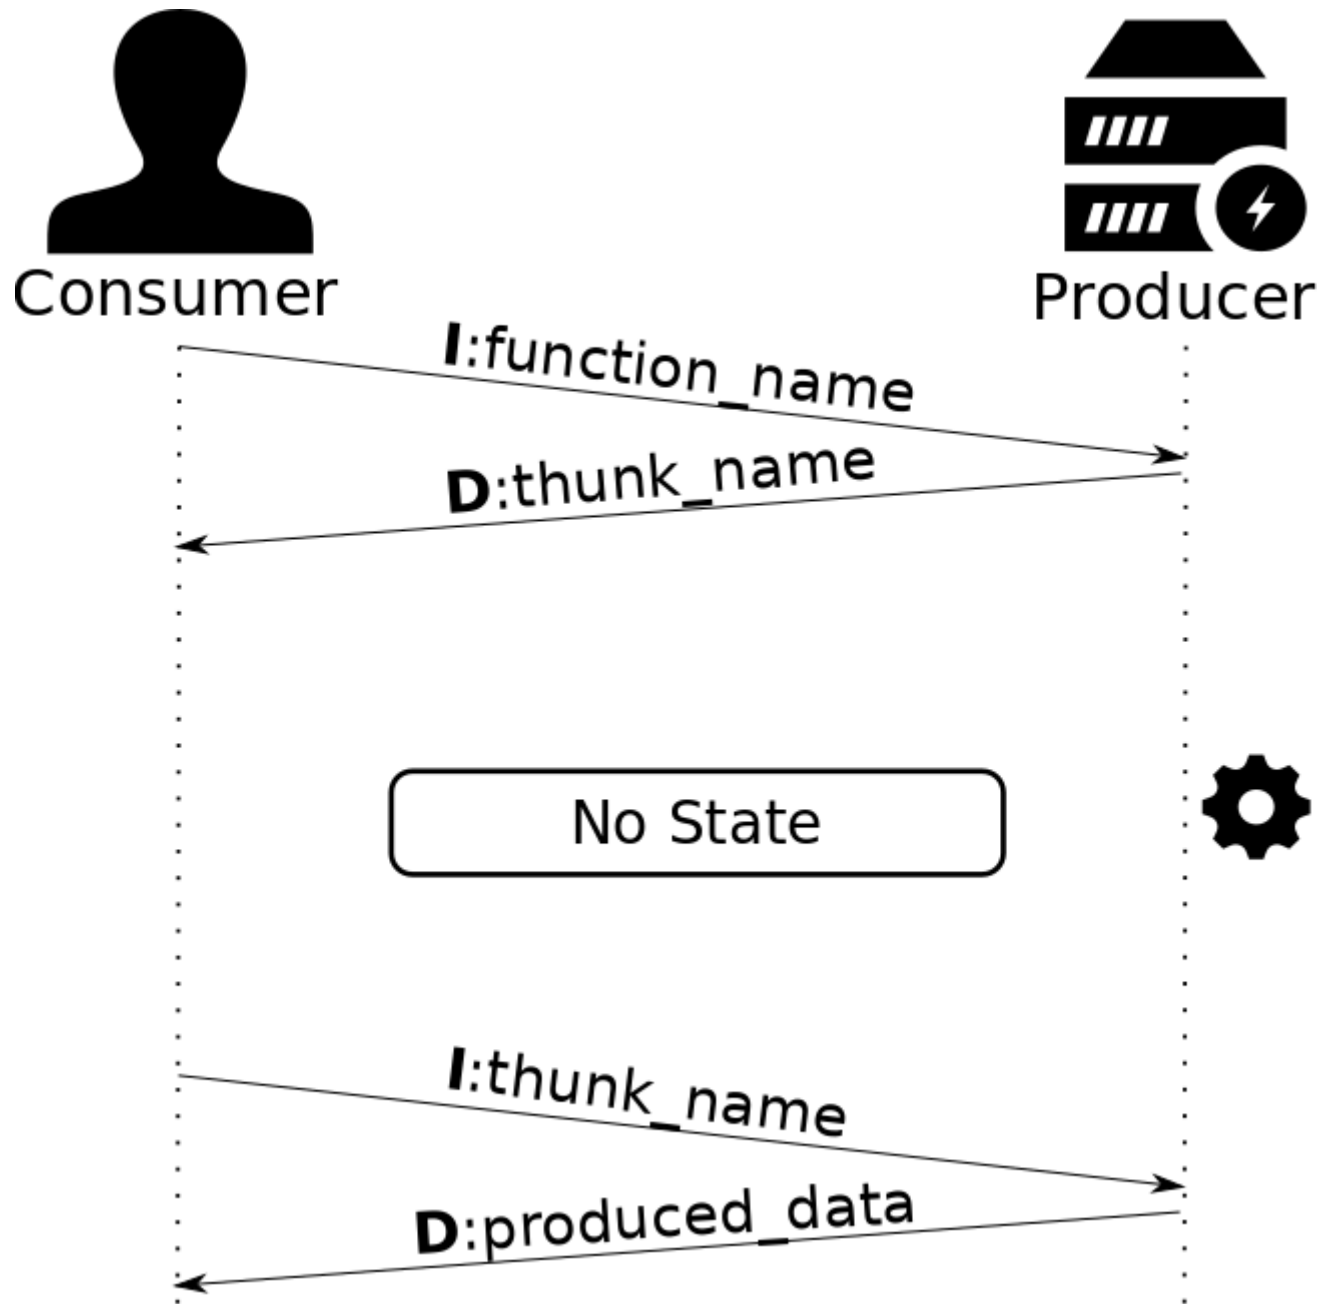 Consumer
Producer
I:function_name
D:thunk_name
No State
I:thunk_name
D:produced_data